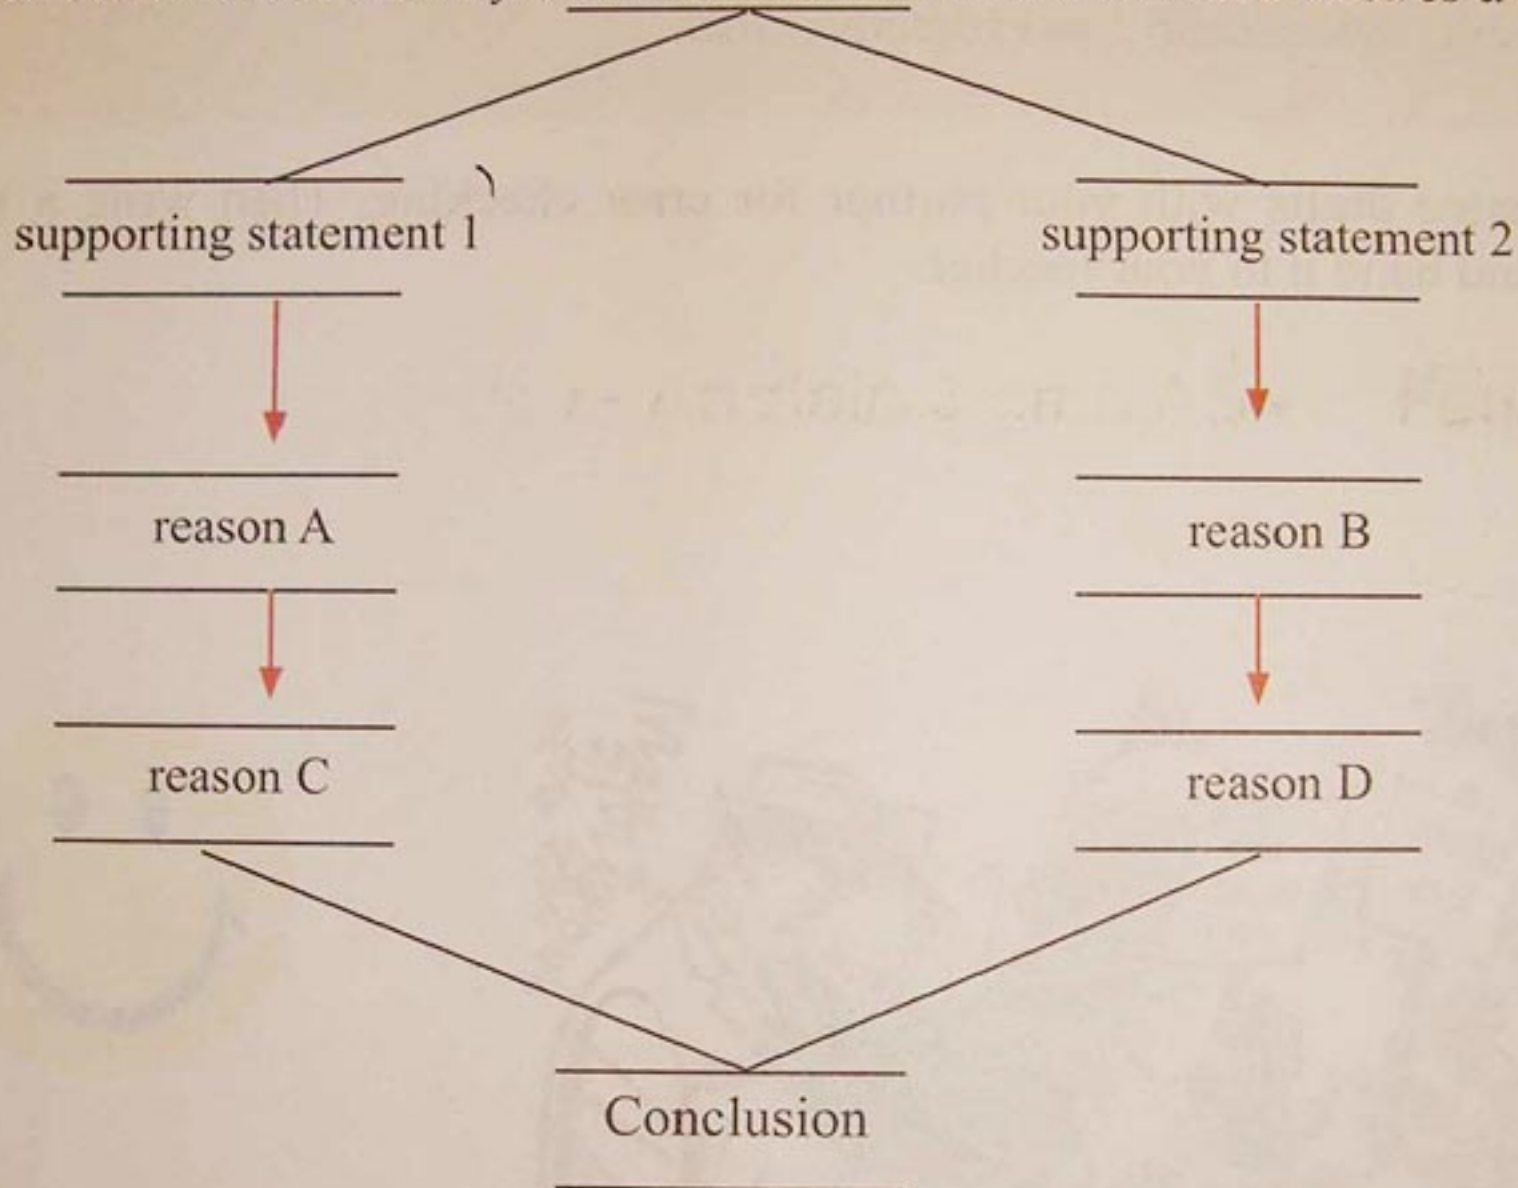 supporting statement 1
supporting statement 2
reason A
reason B
reason C
reason D
Conclusion